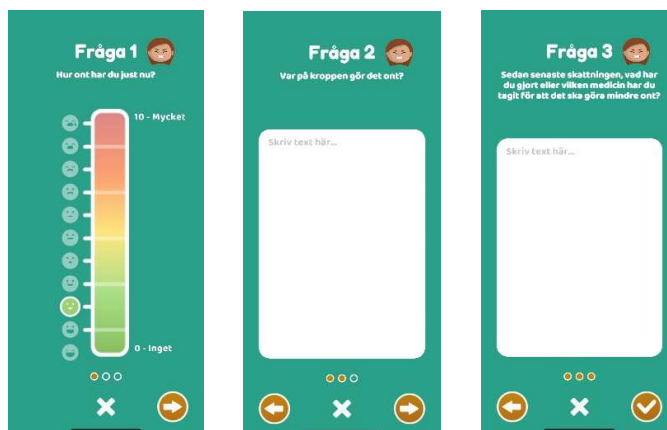 Fråga 1
Hur ont har du just nu?
10 - Mycket
0 - Inget
Fråga 2
Var på kroppen gör det ont?
Skriv text här...
Fråga 3
Sedan senaste skattningen, vad har
du gjort eller vilken medicin har du
tagit för att det ska göra mindre ont?
Skriv text här...